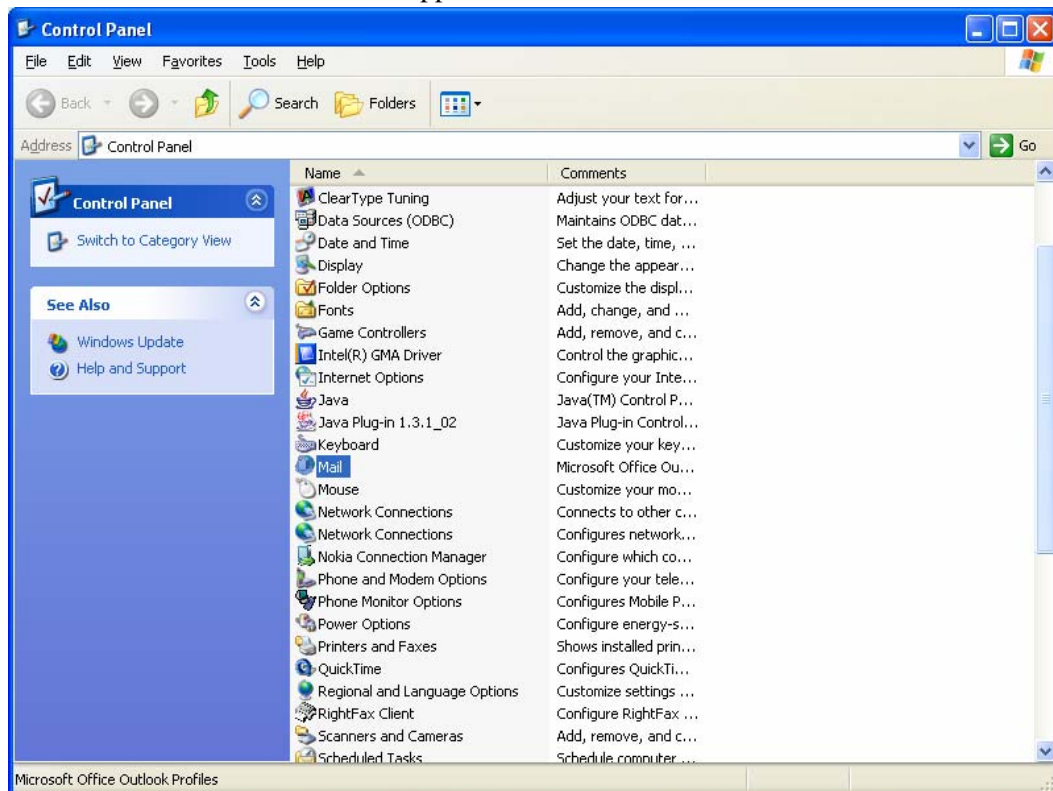 Control Panel
File Edit View Favorites Tools Help
Back Search Folders
Address Control Panel Go
Name Comments
Control Panel
Switch to Category View
See Also
Windows Update
Help and Support
ClearType Tuning Adjust your text for...
Data Sources (ODBC) Maintains ODBC dat...
Date and Time Set the date, time, ...
Display Change the appear...
Folder Options Customize the displ...
Fonts Add, change, and ...
Game Controllers Add, remove, and c...
Intel(R) GMA Driver Control the graphic...
Internet Options Configure your Inte...
Java Java(TM) Control P...
Java Plug-in 1.3.1_02 Java Plug-in Control...
Keyboard Customize your key...
Mail Microsoft Office Ou...
Mouse Customize your mo...
Network Connections Connects to other c...
Network Connections Configures network...
Nokia Connection Manager Configure which co...
Phone and Modem Options Configure your tele...
Phone Monitor Options Configures Mobile P...
Power Options Configure energy-s...
Printers and Faxes Shows installed prin...
QuickTime Configures QuickTi...
Regional and Language Options Customize settings ...
RightFax Client Configure RightFax ...
Scanners and Cameras Add, remove, and c...
Scheduled Tasks Schedule computer ...
Microsoft Office Outlook Profiles